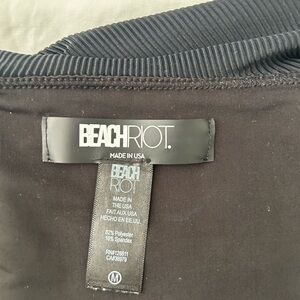 BEACHRIOT.
MADE IN USA
BEACH
RIOT
MADE IN
THE USA
FAIT AUX USA
HECHO EN EE.UU.
82% Polyester
18% Spandex
M